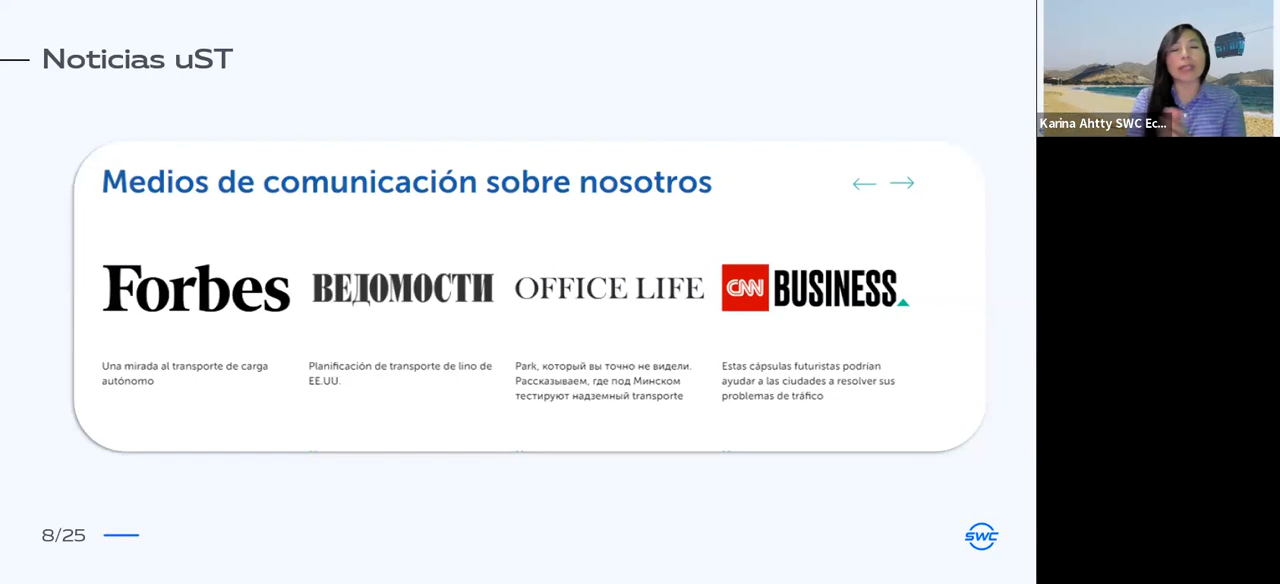 Noticias uST
Medios de comunicación sobre nosotros
Forbes
ВЕДОМОСТИ
OFFICE LIFE
CNN BUSINESS
Una mirada al transporte de carga
autónomo
Planificación de transporte de lino de
EE.UU.
Park, который вы точно не видели.
Рассказываем, где под Минском
тестируют надземный transporte
Estas cápsulas futuristas podrían
ayudar a las ciudades a resolver sus
problemas de tráfico
8/25
SWC
Karina Ahtty SWC Ec...